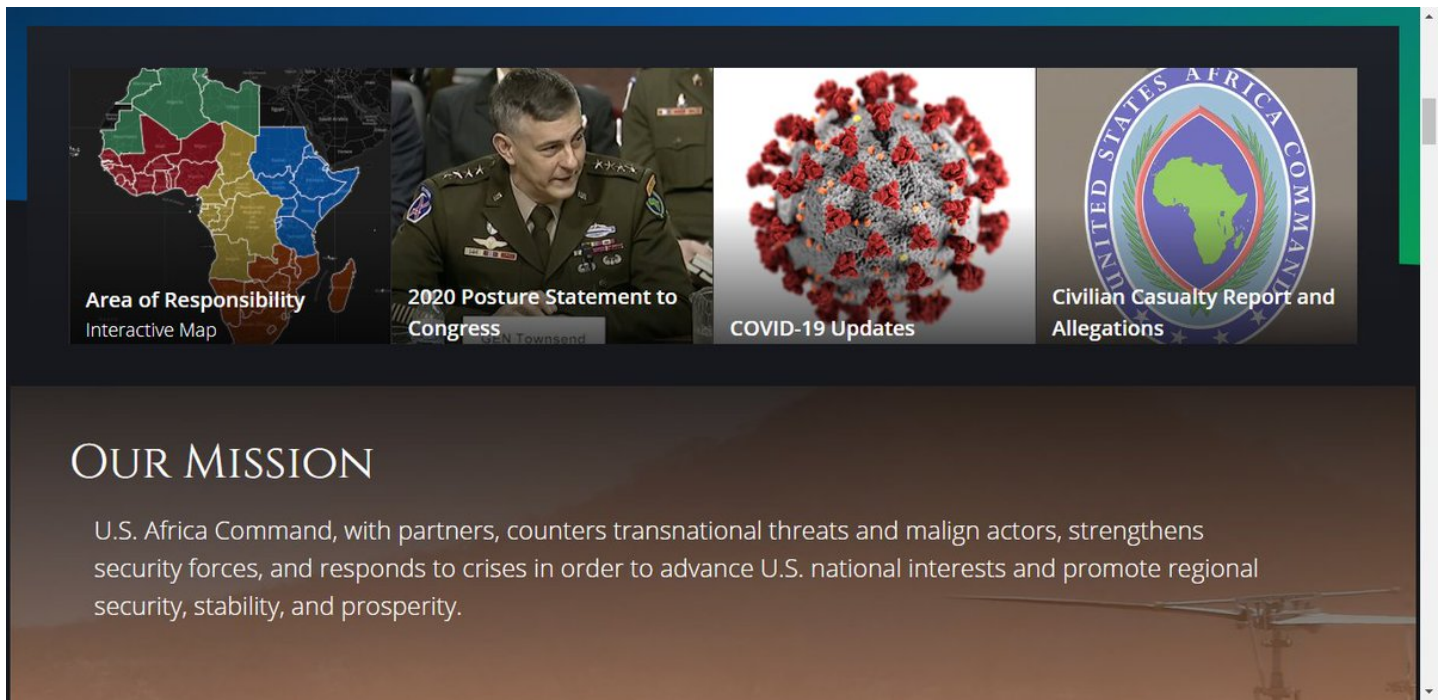 UNITED STATES AFRICA COMMAND
Area of Responsibility
Interactive Map
2020 Posture Statement to
Congress
GEN Townsend
COVID-19 Updates
Civilian Casualty Report and
Allegations
OUR MISSION
U.S. Africa Command, with partners, counters transnational threats and malign actors, strengthens
security forces, and responds to crises in order to advance U.S. national interests and promote regional
security, stability, and prosperity.